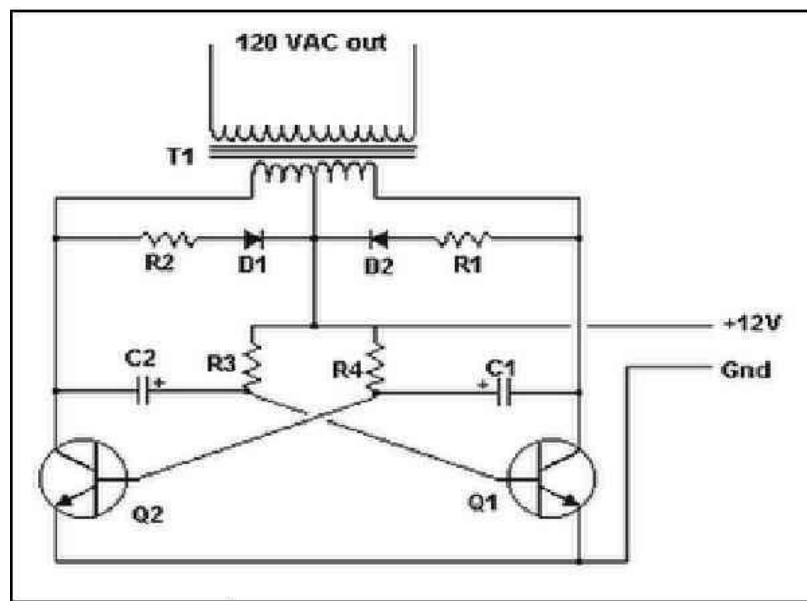 120 VAC out
T1
R2 D1 D2 R1
+12V
C2 + R3 R4 + C1
Gnd
Q2 Q1